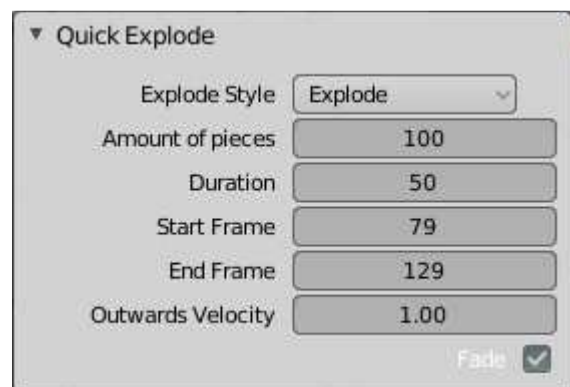 Quick Explode
Explode Style Explode
Amount of pieces 100
Duration 50
Start Frame 79
End Frame 129
Outwards Velocity 1.00
Fade